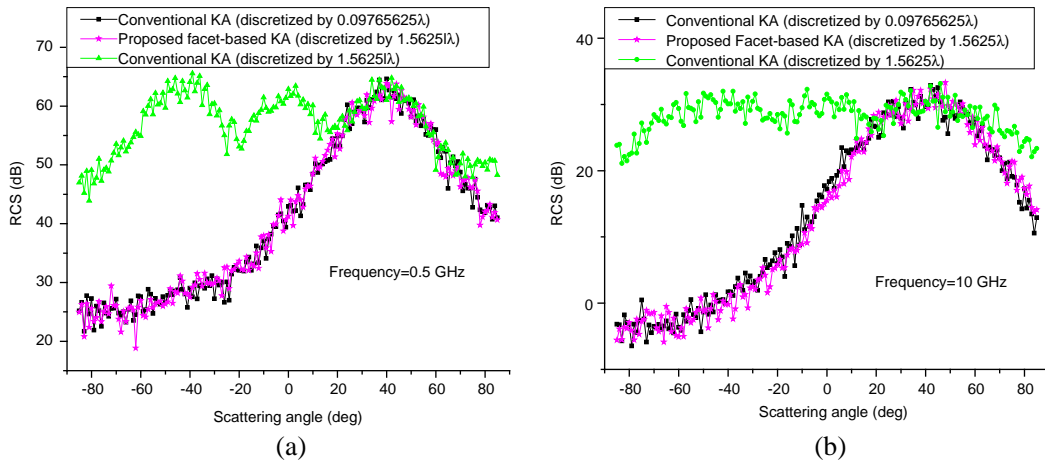 Conventional KA (discretized by 0.09765625λ)
Proposed facet-based KA (discretized by 1.5625lλ)
Conventional KA (discretized by 1.5625lλ)
70
60
50
40
30
20
RCS (dB)
Frequency=0.5 GHz
-80 -60 -40 -20 0 20 40 60 80
Scattering angle (deg)
(a)
Conventional KA (discretized by 0.09765625λ)
Proposed Facet-based KA (discretized by 1.5625λ)
Conventional KA (discretized by 1.5625λ)
40
20
0
RCS (dB)
Frequency=10 GHz
-80 -60 -40 -20 0 20 40 60 80
Scattering angle (deg)
(b)